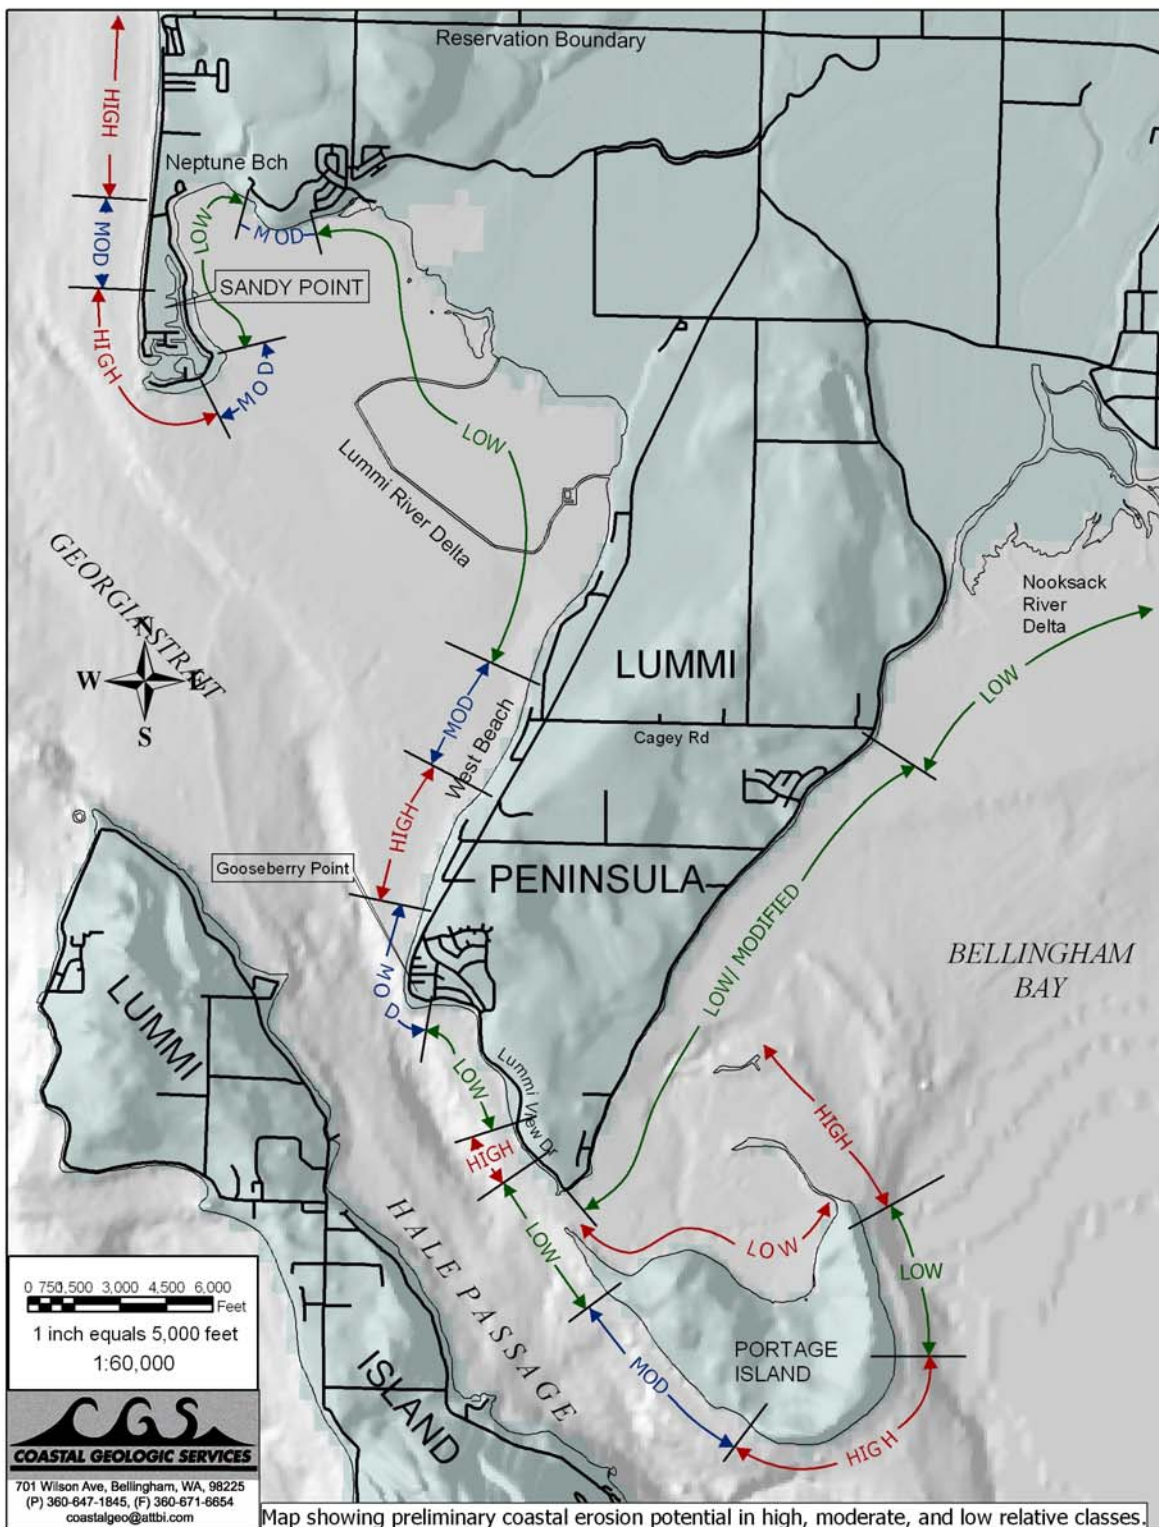 Reservation Boundary
HIGH
Neptune Bch
MOD
LOW
MOD
SANDY POINT
HIGH
MOD
LOW
Lummi River Delta
GEORGIA STRAIT
N
W
E
S
Nooksack
River
Delta
LOW
LUMMI
MOD
West Beach
Cagey Rd
HIGH
Gooseberry Point
PENINSULA
LOW/ MODIFIED
BELLINGHAM
BAY
MOD
LUMMI
LOW
Lummi View Dr
HIGH
HIGH
LOW
LOW
LOW
HALE PASSAGE
PORTAGE
ISLAND
MOD
HIGH
ISLAND
0 750 1,500 3,000 4,500 6,000
Feet
1 inch equals 5,000 feet
1:60,000
CGS
COASTAL GEOLOGIC SERVICES
701 Wilson Ave, Bellingham, WA, 98225
(P) 360-647-1845, (F) 360-671-6654
coastalgeo@attbi.com
Map showing preliminary coastal erosion potential in high, moderate, and low relative classes.